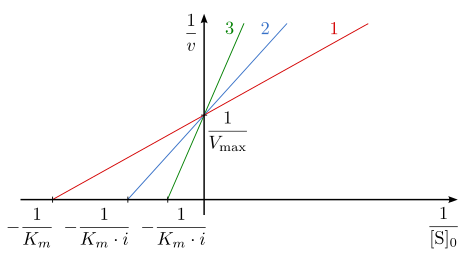 1/v
3 2 1
1/V_max
-1/K_m -1/(K_m · i) -1/(K_m · i) 1/[S]_0